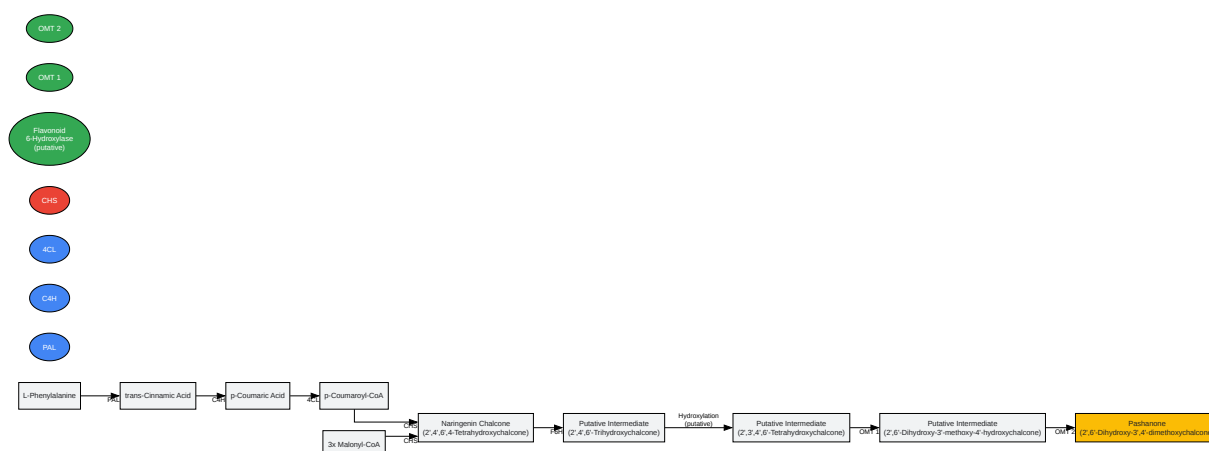 OMT 2
OMT 1
Flavonoid
6-Hydroxylase
(putative)
CHS
4CL
C4H
PAL
L-Phenylalanine
PAL
trans-Cinnamic Acid
C4H
p-Coumaric Acid
4CL
p-Coumaroyl-CoA
CHS
3x Malonyl-CoA
CHS
Naringenin Chalcone
(2',4',6',4-Tetrahydroxychalcone)
F6H
Putative Intermediate
(2',4',6'-Trihydroxychalcone)
Hydroxylation
(putative)
Putative Intermediate
(2',3',4',6'-Tetrahydroxychalcone)
OMT 1
Putative Intermediate
(2',6'-Dihydroxy-3'-methoxy-4'-hydroxychalcone)
OMT 2
Pashanone
(2',6'-Dihydroxy-3',4'-dimethoxychalcone